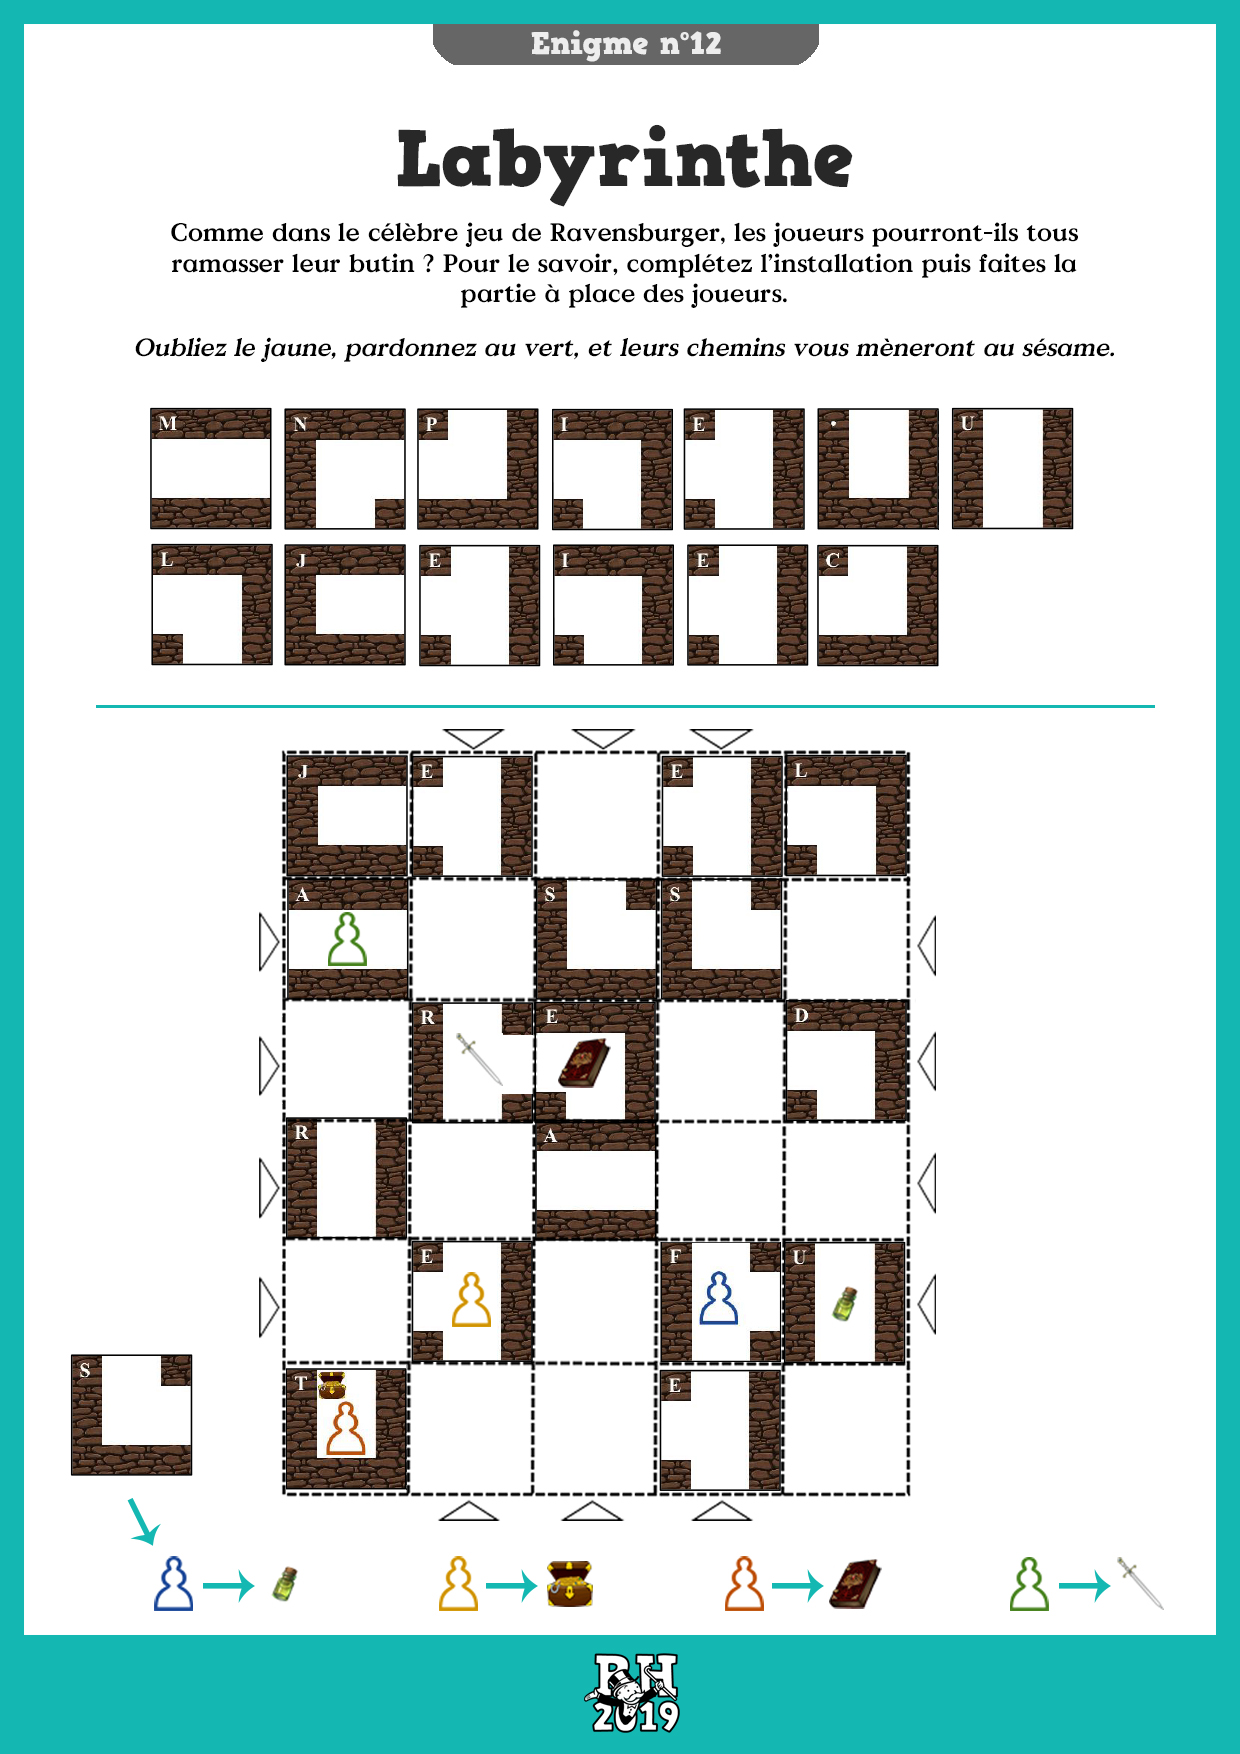 Enigme n°12
Labyrinthe
Comme dans le célèbre jeu de Ravensburger, les joueurs pourront-ils tous
ramasser leur butin ? Pour le savoir, complétez l'installation puis faites la
partie à place des joueurs.
Oubliez le jaune, pardonnez au vert, et leurs chemins vous mèneront au sésame.
M N P I E • U
L J E I E C
J E E L
A S S
R E D
R A
E F U
T E
S
RH
2019